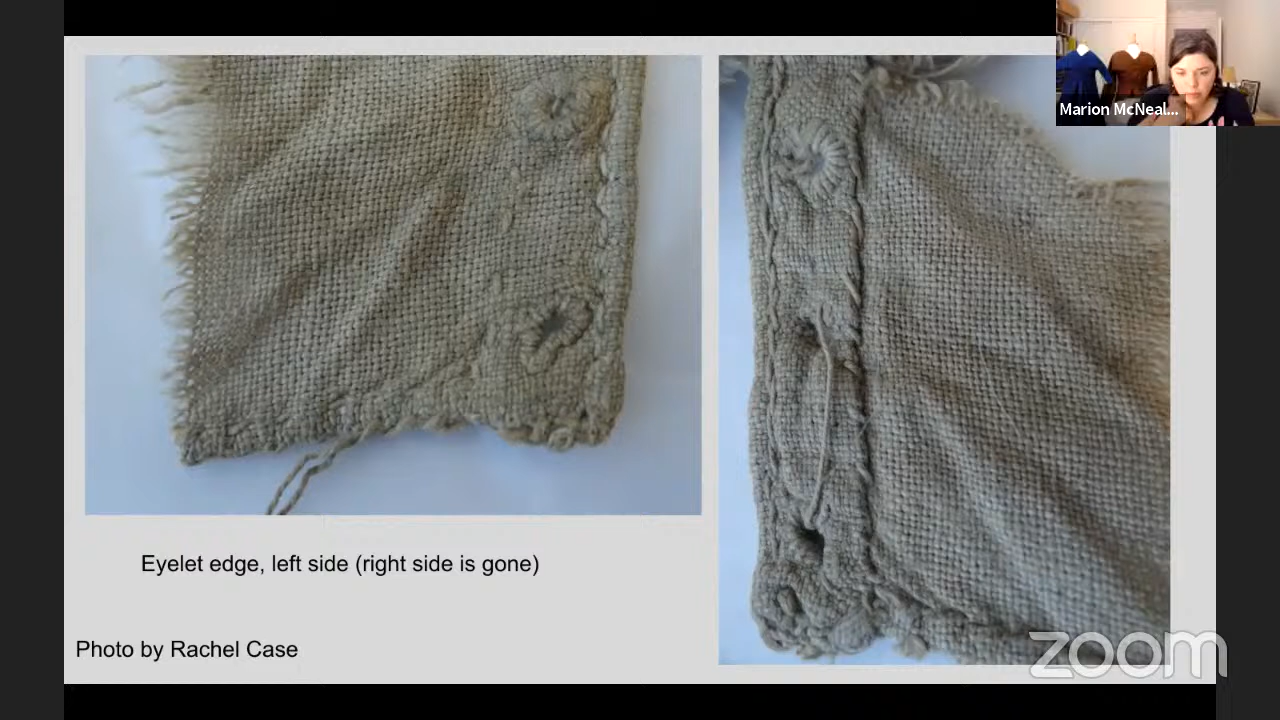 Marion McNeal...
Eyelet edge, left side (right side is gone)
Photo by Rachel Case
zoom